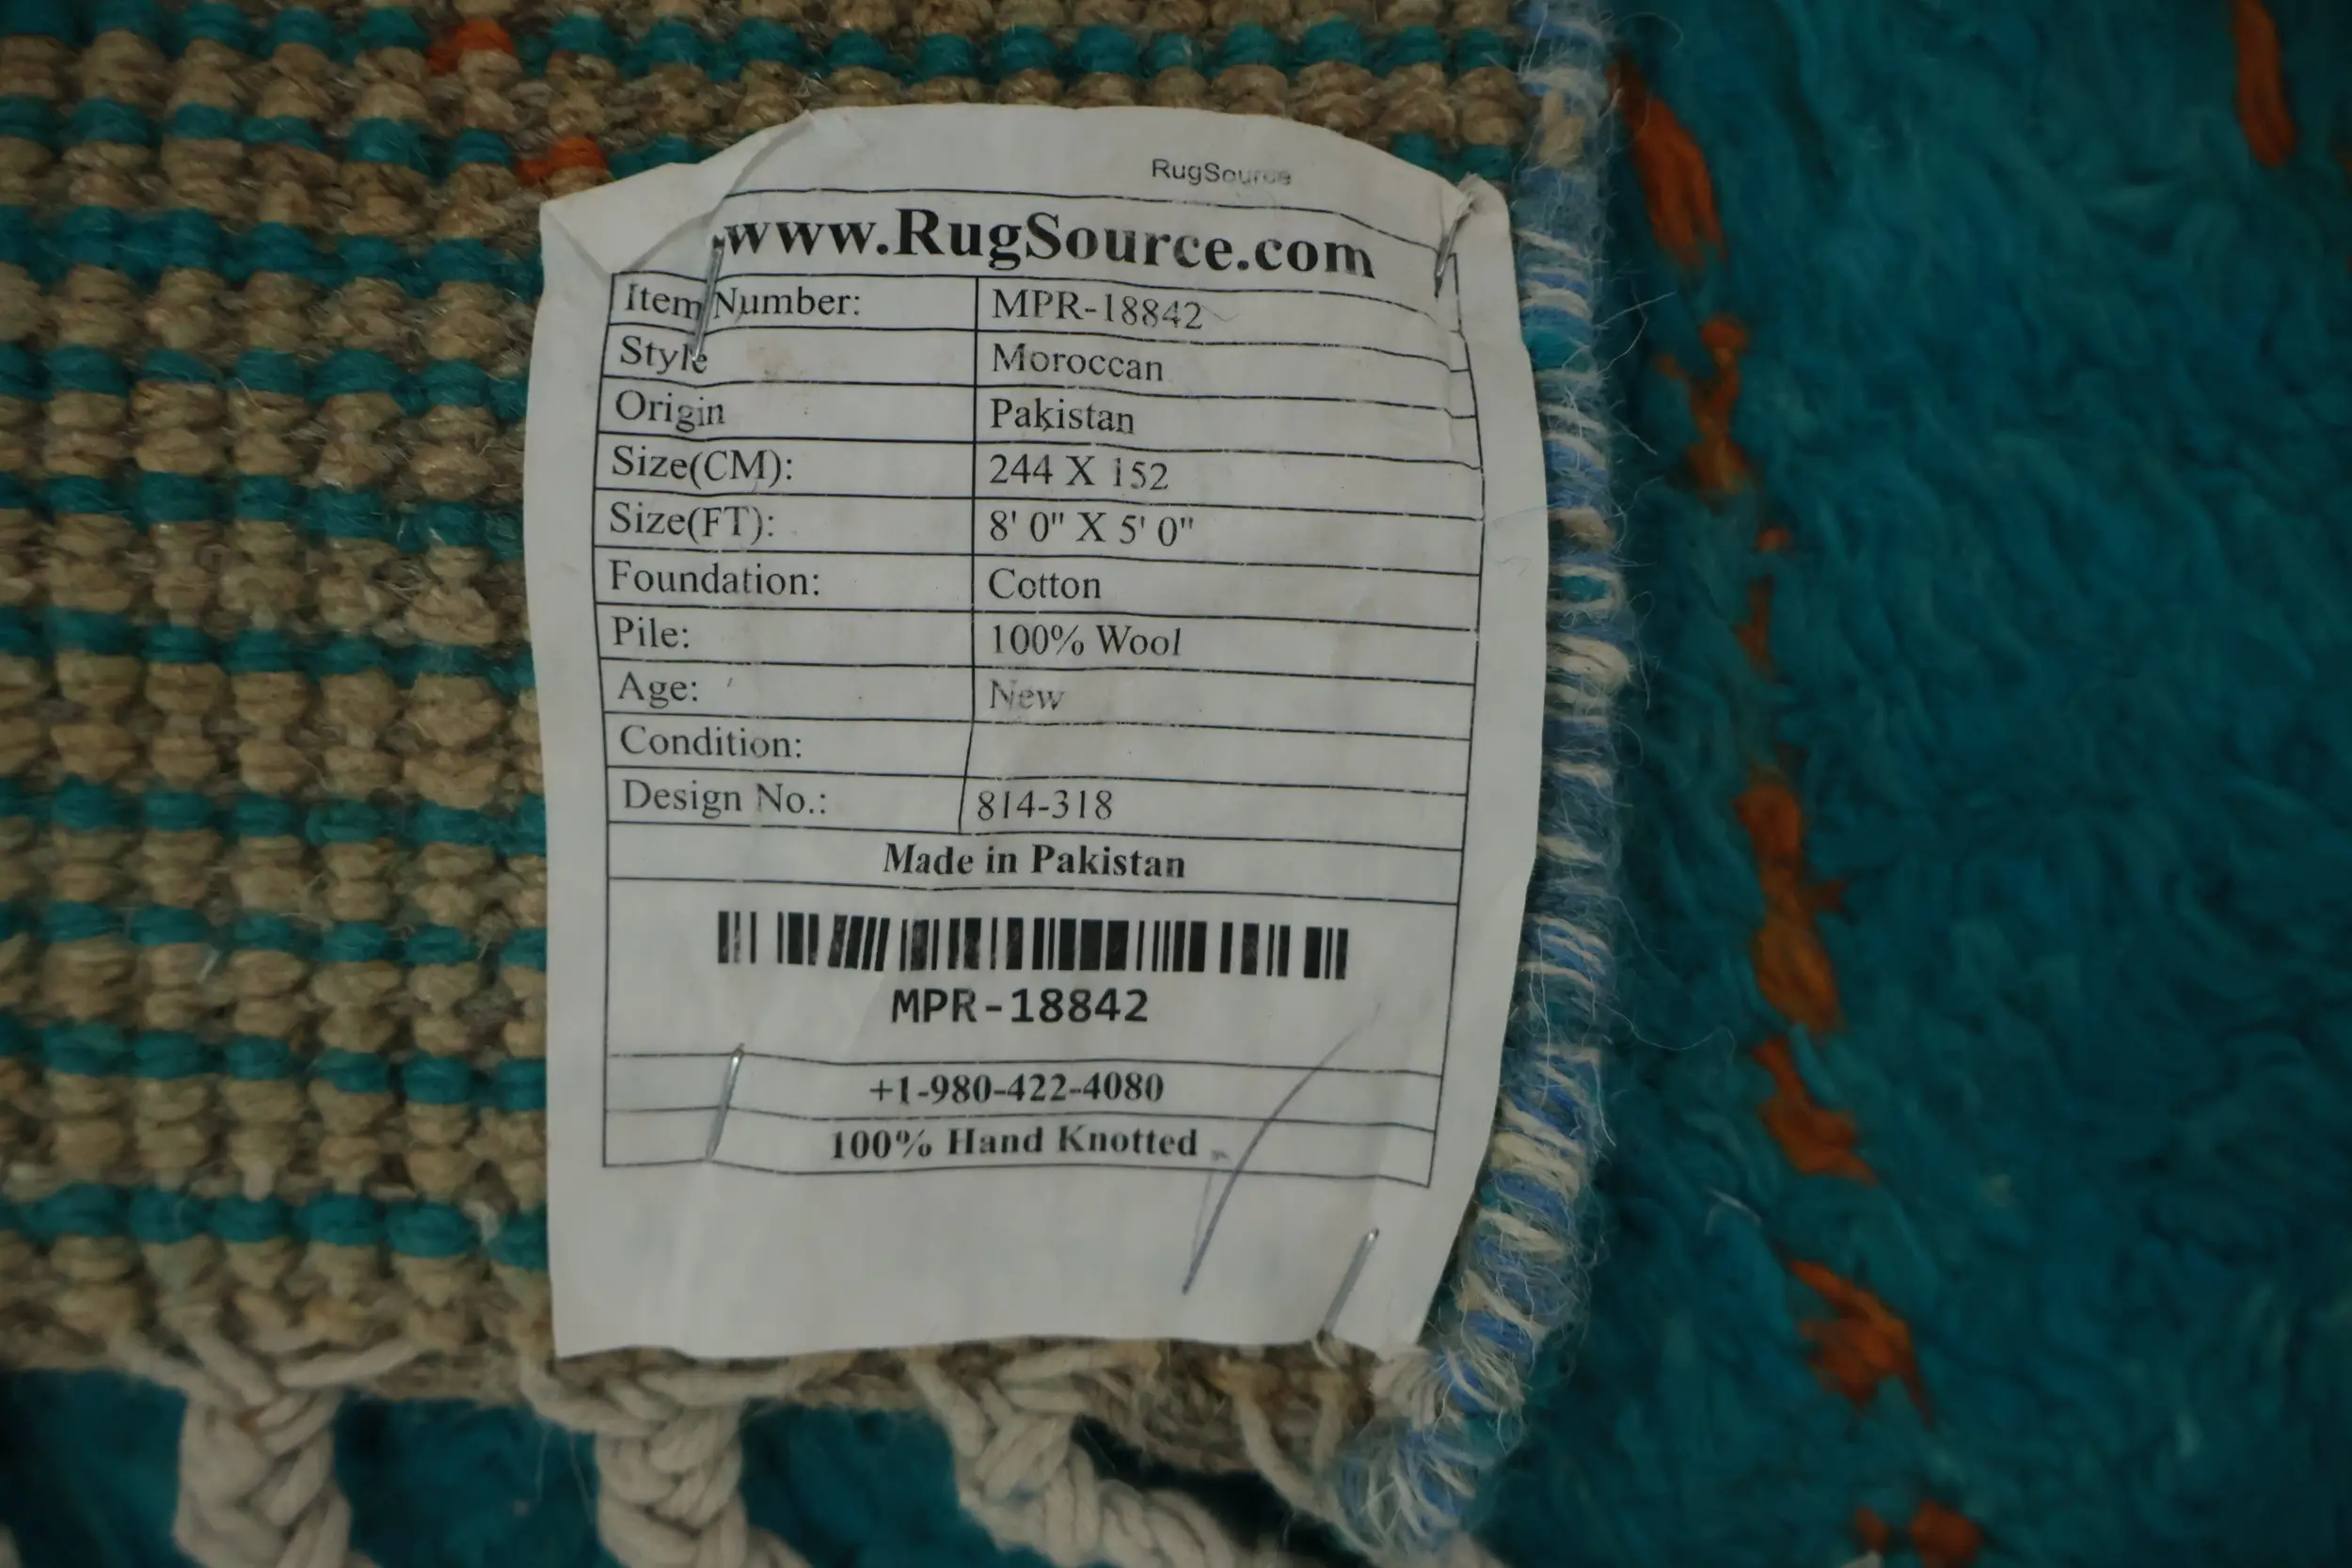 RugSource
www.RugSource.com
Item Number: MPR-18842
Style Moroccan
Origin Pakistan
Size(CM): 244 X 152
Size(FT): 8' 0" X 5' 0"
Foundation: Cotton
Pile: 100% Wool
Age: New
Condition:
Design No.: 814-318
Made in Pakistan
MPR-18842
+1-980-422-4080
100% Hand Knotted